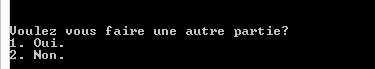 Voulez vous faire une autre partie?
1. Oui.
2. Non.